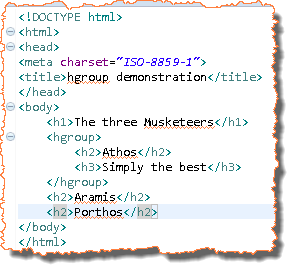 <!DOCTYPE html>
<html>
<head>
<meta charset="ISO-8859-1">
<title>hgroup demonstration</title>
</head>
<body>
<h1>The three Musketeers</h1>
<hgroup>
<h2>Athos</h2>
<h3>Simply the best</h3>
</hgroup>
<h2>Aramis</h2>
<h2>Porthos</h2>
</body>
</html>